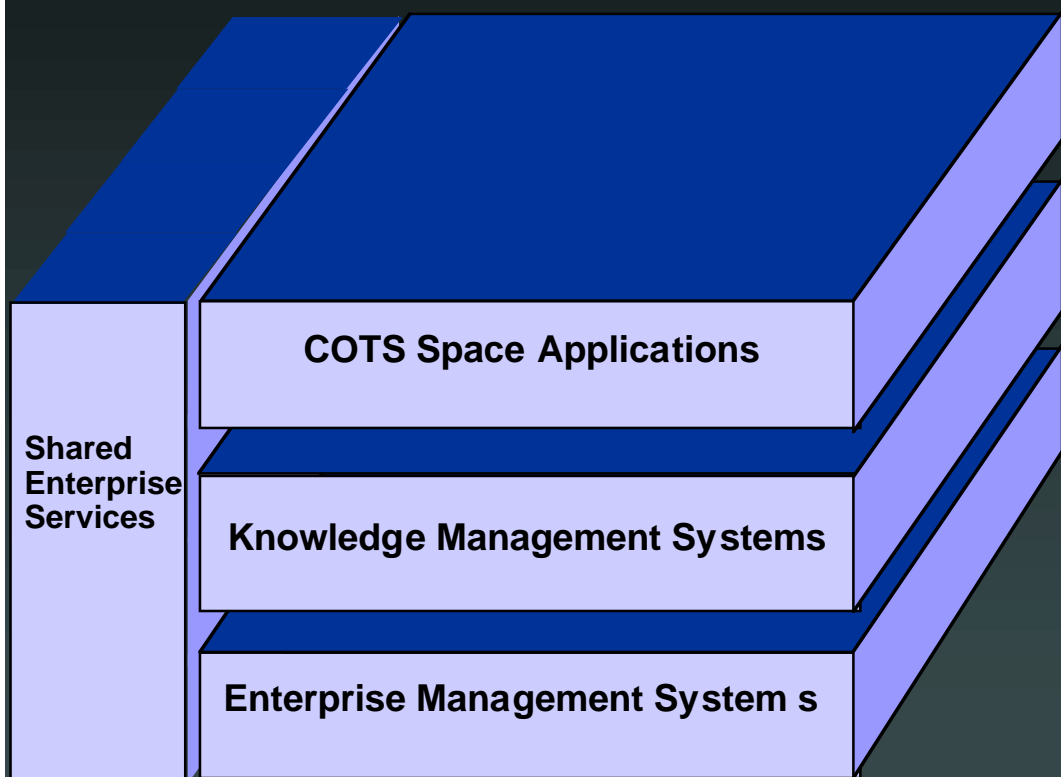 COTS Space Applications
Shared
Enterprise
Services
Knowledge Management Systems
Enterprise Management System s